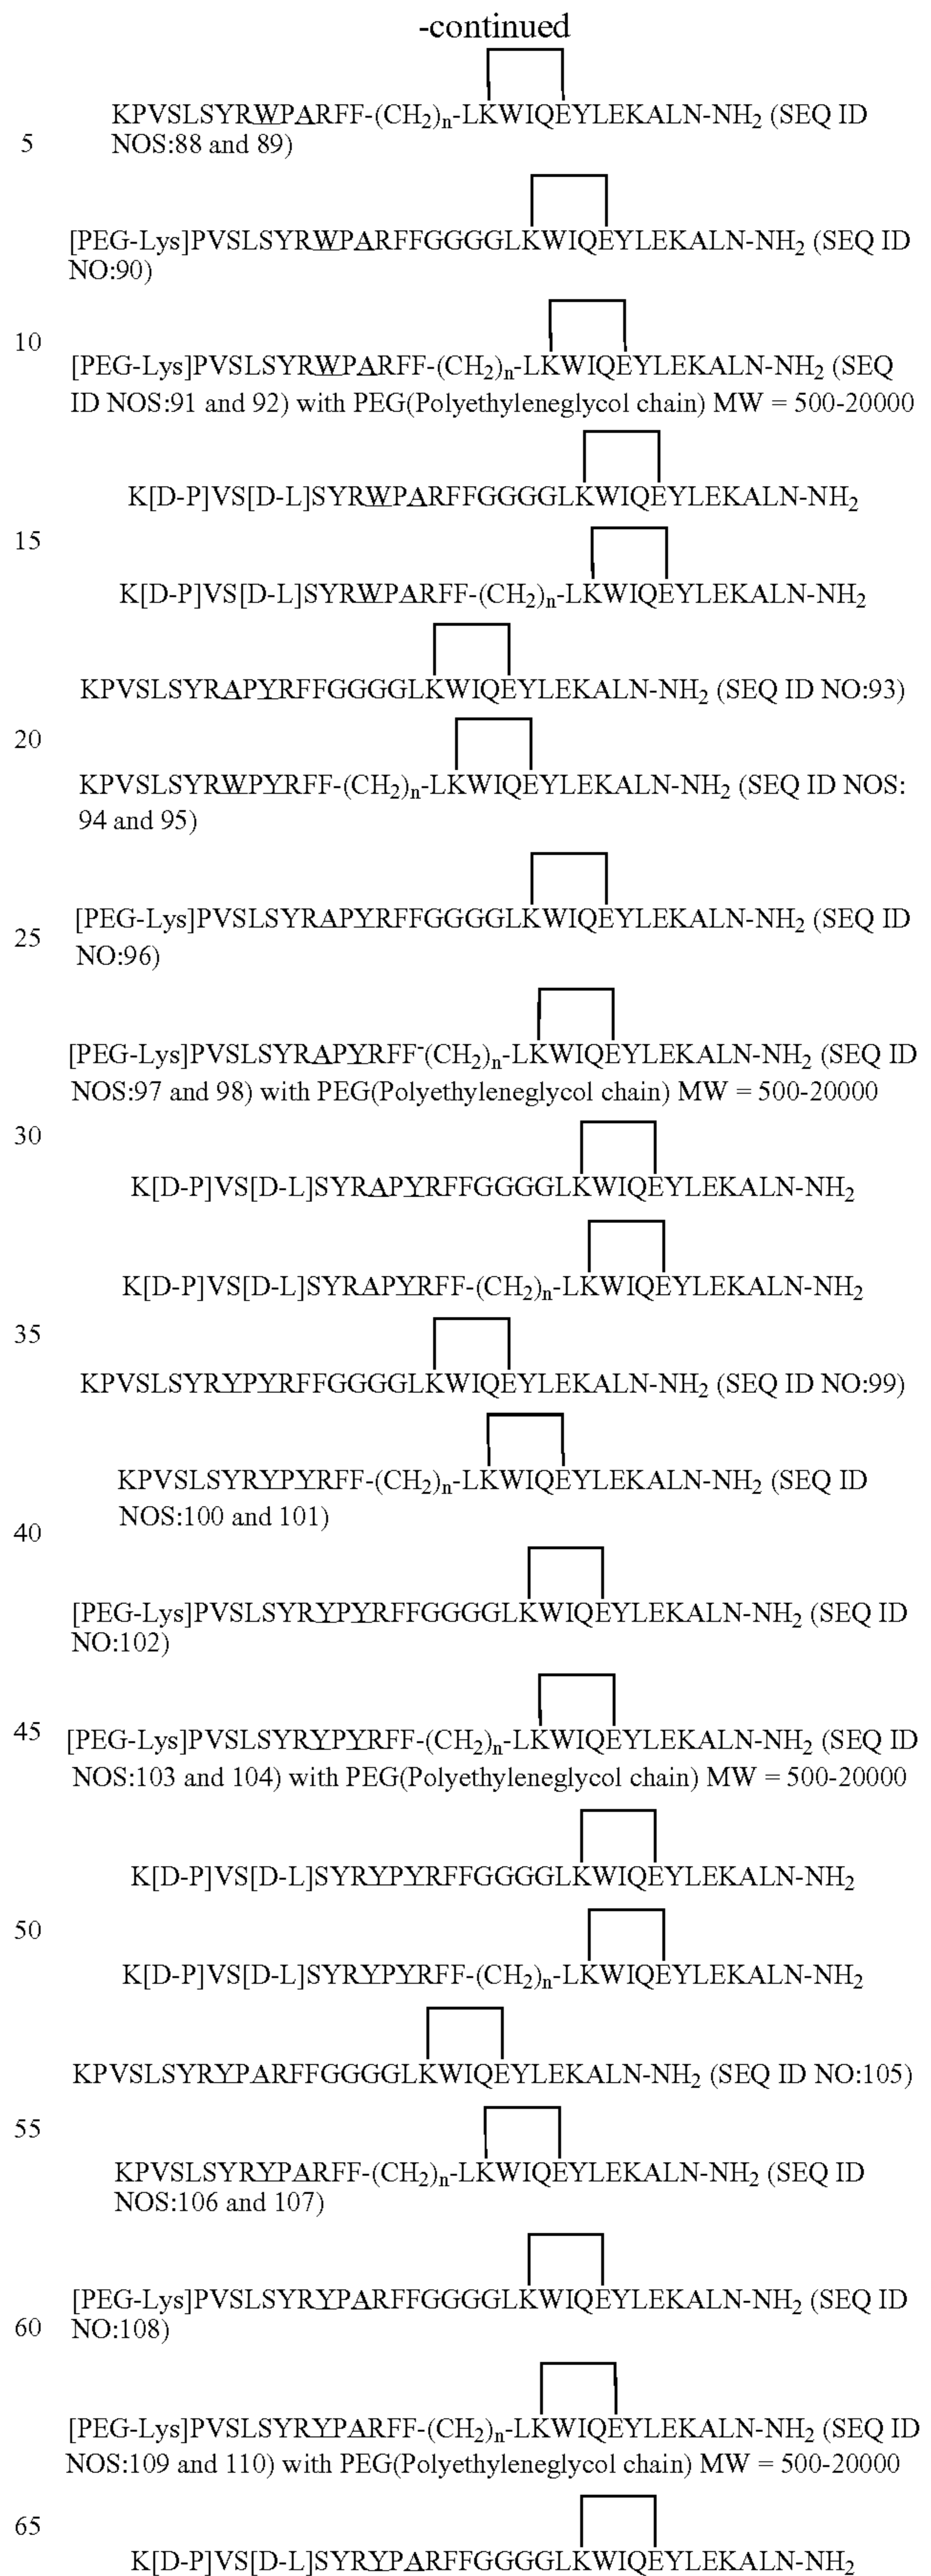 -continued
KPVSLSYRWPARFF-(CH2)n-LKWIQEYLEKALN-NH2 (SEQ ID
5
NOS:88 and 89)
[PEG-Lys]PVSLSYRWPARFFGGGGLKWIQEYLEKALN-NH2 (SEQ ID
NO:90)
10
[PEG-Lys]PVSLSYRWPARFF-(CH2)n-LKWIQEYLEKALN-NH2 (SEQ
ID NOS:91 and 92) with PEG(Polyethyleneglycol chain) MW = 500-20000
K[D-P]VS[D-L]SYRWPARFFGGGGLKWIQEYLEKALN-NH2
15
K[D-P]VS[D-L]SYRWPARFF-(CH2)n-LKWIQEYLEKALN-NH2
KPVSLSYRAPYRFFGGGGLKWIQEYLEKALN-NH2 (SEQ ID NO:93)
20
KPVSLSYRWPYRFF-(CH2)n-LKWIQEYLEKALN-NH2 (SEQ ID NOS:
94 and 95)
[PEG-Lys]PVSLSYRAPYRFFGGGGLKWIQEYLEKALN-NH2 (SEQ ID
25
NO:96)
[PEG-Lys]PVSLSYRAPYRFF-(CH2)n-LKWIQEYLEKALN-NH2 (SEQ ID
NOS:97 and 98) with PEG(Polyethyleneglycol chain) MW = 500-20000
30
K[D-P]VS[D-L]SYRAPYRFFGGGGLKWIQEYLEKALN-NH2
K[D-P]VS[D-L]SYRAPYRFF-(CH2)n-LKWIQEYLEKALN-NH2
35
KPVSLSYRYPYRFFGGGGLKWIQEYLEKALN-NH2 (SEQ ID NO:99)
KPVSLSYRYPYRFF-(CH2)n-LKWIQEYLEKALN-NH2 (SEQ ID
NOS:100 and 101)
40
[PEG-Lys]PVSLSYRYPYRFFGGGGLKWIQEYLEKALN-NH2 (SEQ ID
NO:102)
45
[PEG-Lys]PVSLSYRYPYRFF-(CH2)n-LKWIQEYLEKALN-NH2 (SEQ ID
NOS:103 and 104) with PEG(Polyethyleneglycol chain) MW = 500-20000
K[D-P]VS[D-L]SYRYPYRFFGGGGLKWIQEYLEKALN-NH2
50
K[D-P]VS[D-L]SYRYPYRFF-(CH2)n-LKWIQEYLEKALN-NH2
KPVSLSYRYPARFFGGGGLKWIQEYLEKALN-NH2 (SEQ ID NO:105)
55
KPVSLSYRYPARFF-(CH2)n-LKWIQEYLEKALN-NH2 (SEQ ID
NOS:106 and 107)
[PEG-Lys]PVSLSYRYPARFFGGGGLKWIQEYLEKALN-NH2 (SEQ ID
60
NO:108)
[PEG-Lys]PVSLSYRYPARFF-(CH2)n-LKWIQEYLEKALN-NH2 (SEQ ID
NOS:109 and 110) with PEG(Polyethyleneglycol chain) MW = 500-20000
65
K[D-P]VS[D-L]SYRYPARFFGGGGLKWIQEYLEKALN-NH2